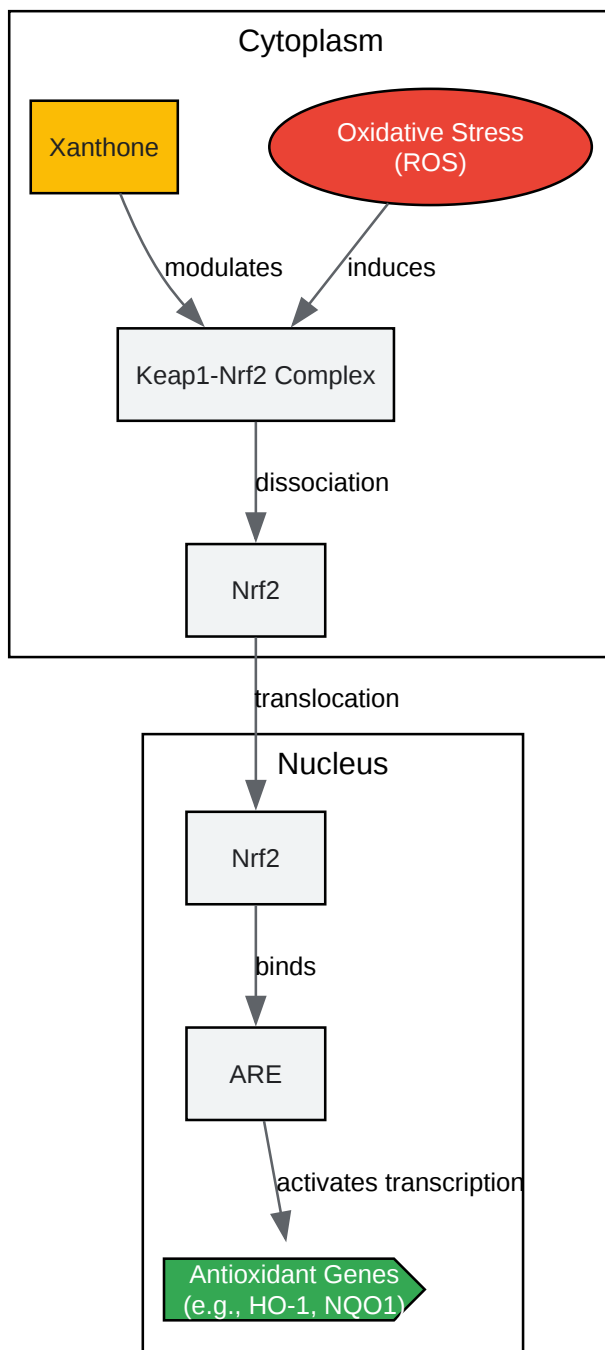 Cytoplasm
Xanthone
Oxidative Stress
(ROS)
modulates
induces
Keap1-Nrf2 Complex
dissociation
Nrf2
translocation
Nucleus
Nrf2
binds
ARE
activates transcription
Antioxidant Genes
(e.g., HO-1, NQO1)